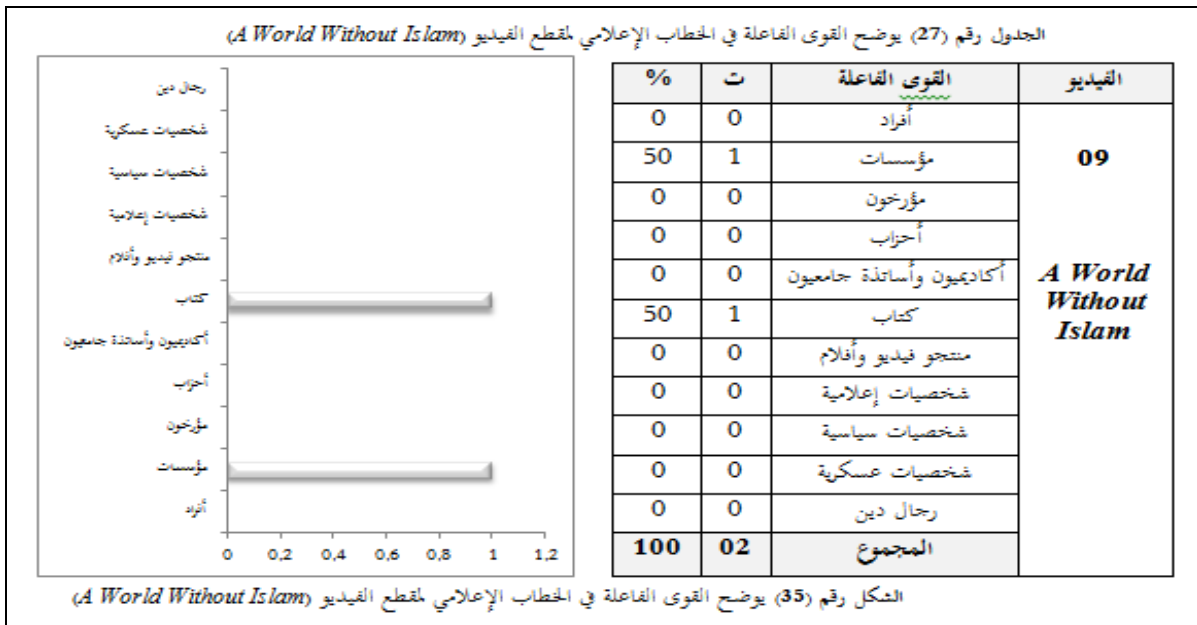 الجدول رقم (27) يوضح القوى الفاعلة في الخطاب الإعلامي لمقطع الفيديو (A World Without Islam)
الفيديو القوى الفاعلة ت %
أفراد 0 0
09 مؤسسات 1 50
مؤرخون 0 0
أحزاب 0 0
أكاديميون وأساتذة جامعيون 0 0
A World Without Islam كتاب 1 50
منتجو فيديو وأفلام 0 0
شخصيات إعلامية 0 0
شخصيات سياسية 0 0
شخصيات عسكرية 0 0
رجال دين 0 0
المجموع 02 100
رجال دين
شخصيات عسكرية
شخصيات سياسية
شخصيات إعلامية
منتجو فيديو وأفلام
كتاب
أكاديميون وأساتذة جامعيون
أحزاب
مؤرخون
مؤسسات
أفراد
0 0,2 0,4 0,6 0,8 1 1,2
الشكل رقم (35) يوضح القوى الفاعلة في الخطاب الإعلامي لمقطع الفيديو (A World Without Islam)